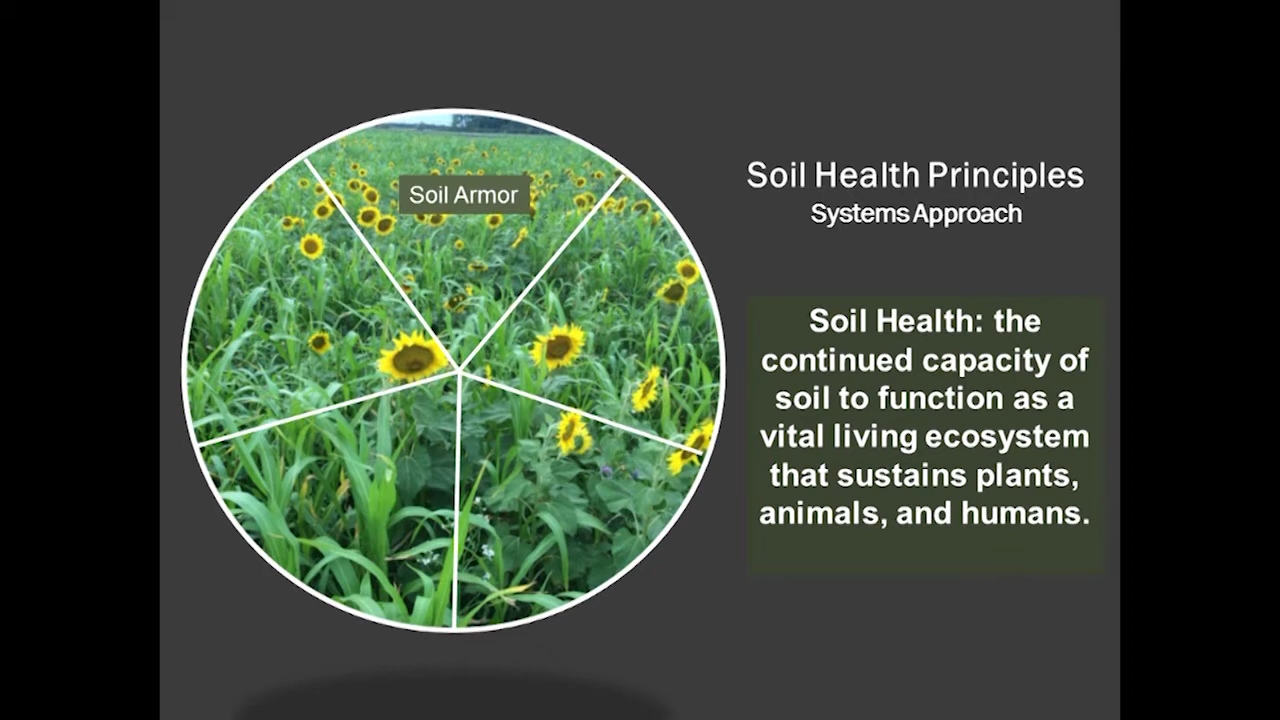 Soil Armor
Soil Health Principles
Systems Approach
Soil Health: the
continued capacity of
soil to function as a
vital living ecosystem
that sustains plants,
animals, and humans.